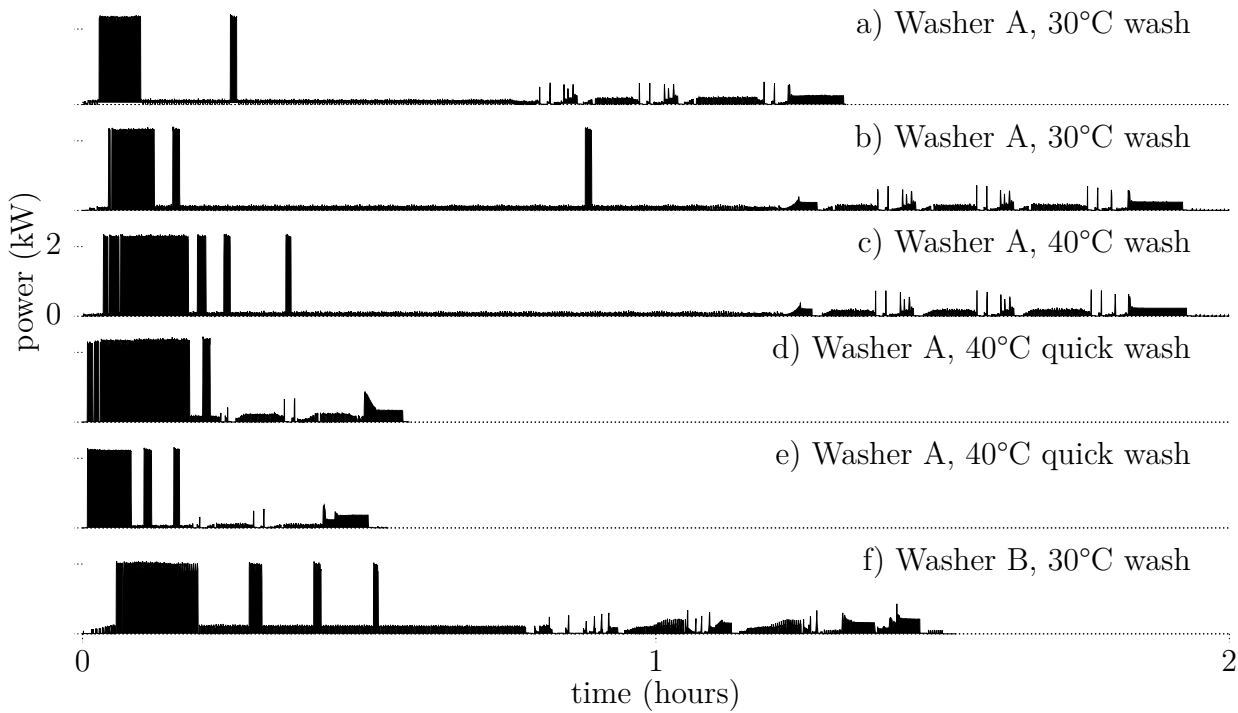 a) Washer A, 30°C wash
b) Washer A, 30°C wash
c) Washer A, 40°C wash
d) Washer A, 40°C quick wash
e) Washer A, 40°C quick wash
f) Washer B, 30°C wash
power (kW)
2
0
0 1 2
time (hours)